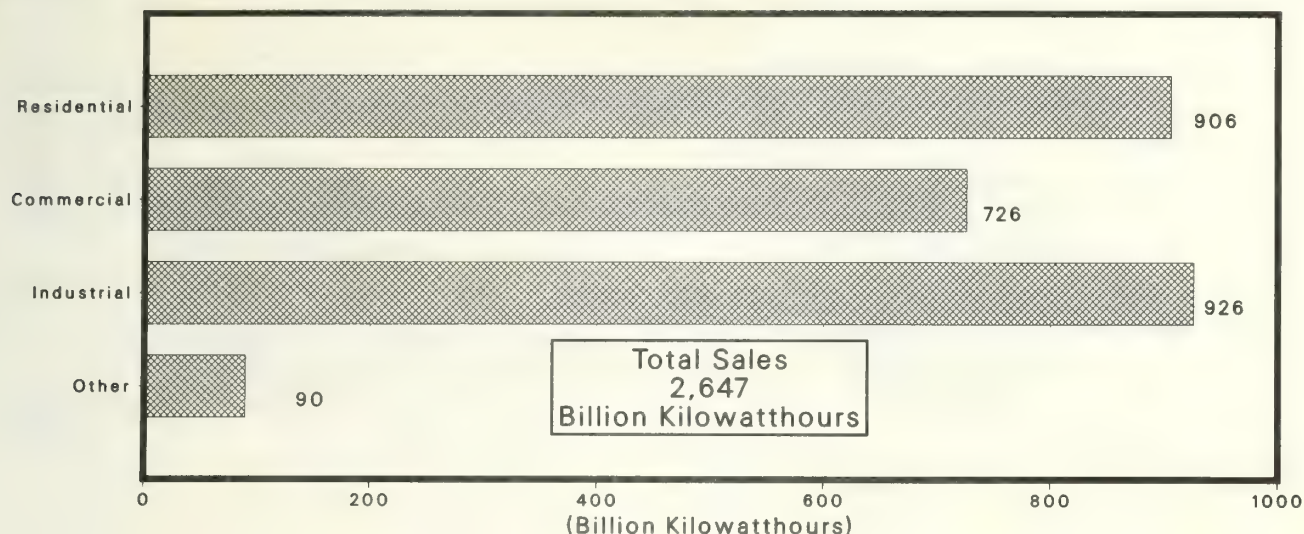 Residential
906
Commercial
726
Industrial
926
Other
90
Total Sales
2,647
Billion Kilowatthours
0 200 400 600 800 1000
(Billion Kilowatthours)